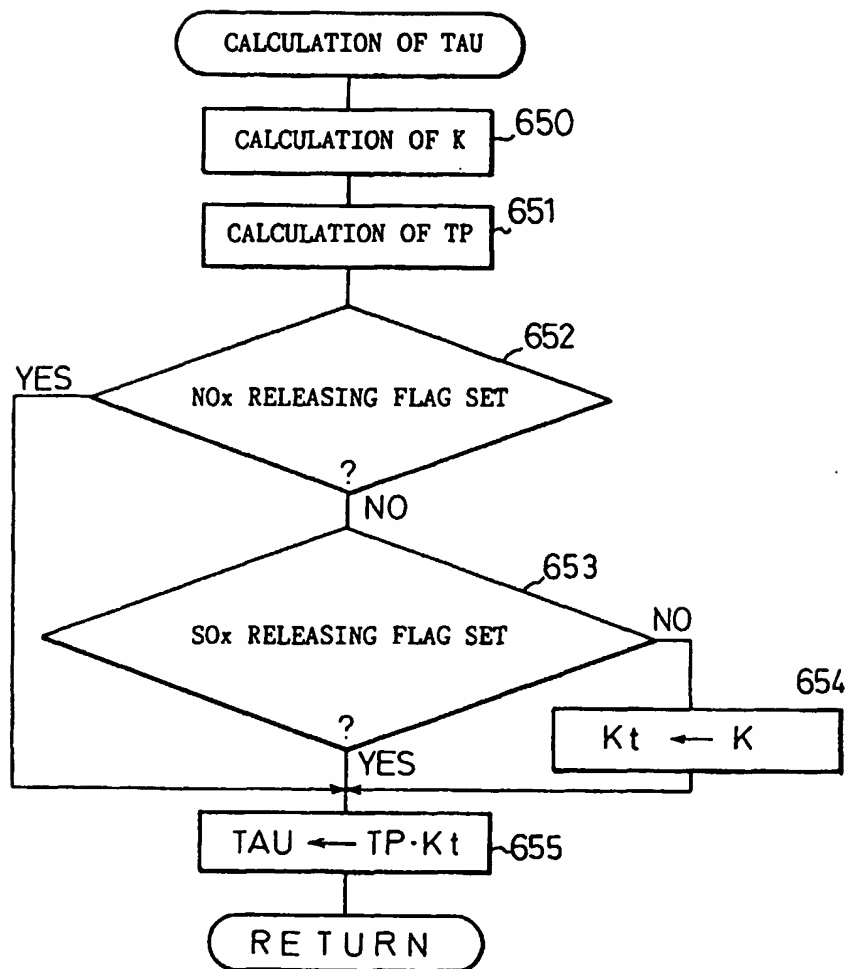 CALCULATION OF TAU
CALCULATION OF K
650
CALCULATION OF TP
651
652
YES
NOx RELEASING FLAG SET
?
NO
653
SOx RELEASING FLAG SET
NO
654
Kt ← K
?
YES
TAU ← TP·Kt
655
RETURN